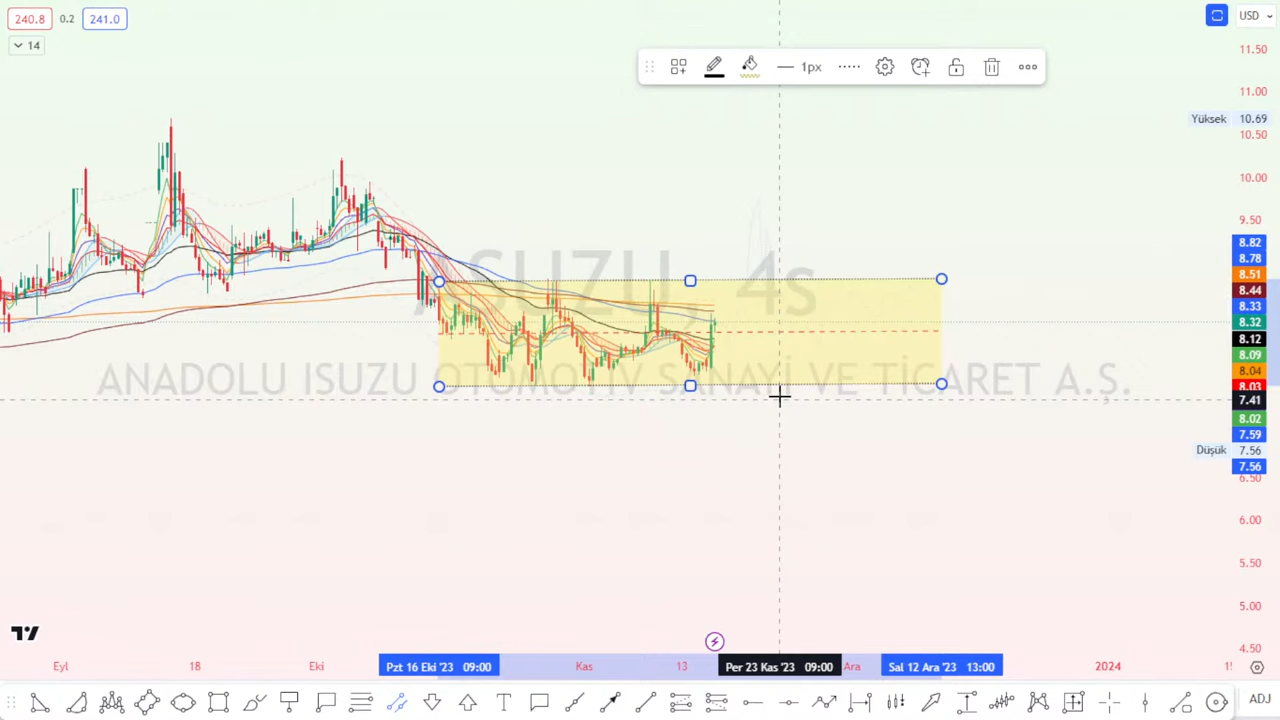 240.8 0.2 241.0
14
1px
USD
11.50
11.00
Yüksek 10.69
10.50
10.00
9.50
8.82
8.78
8.51
8.44
8.33
8.32
8.12
8.09
8.04
8.03
7.41
8.02
7.59
Düşük 7.56
7.56
6.50
6.00
5.50
5.00
4.50
ASUZU, 4s
ANADOLU ISUZU OTOMOTİV SANAYİ VE TİCARET A.Ş.
Eyl 18 Eki Pzt 16 Eki '23 09:00 Kas 13 Per 23 Kas '23 09:00 Ara Sal 12 Ara '23 13:00 2024
T
ADJ